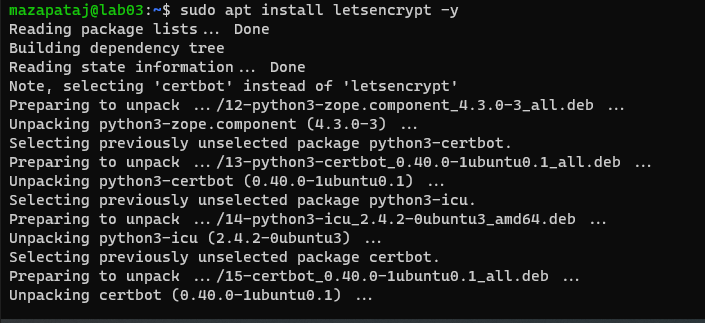 mazapataj@lab03:~$ sudo apt install letsencrypt -y
Reading package lists... Done
Building dependency tree
Reading state information... Done
Note, selecting 'certbot' instead of 'letsencrypt'
Preparing to unpack .../12-python3-zope.component_4.3.0-3_all.deb ...
Unpacking python3-zope.component (4.3.0-3) ...
Selecting previously unselected package python3-certbot.
Preparing to unpack .../13-python3-certbot_0.40.0-1ubuntu0.1_all.deb ...
Unpacking python3-certbot (0.40.0-1ubuntu0.1) ...
Selecting previously unselected package python3-icu.
Preparing to unpack .../14-python3-icu_2.4.2-0ubuntu3_amd64.deb ...
Unpacking python3-icu (2.4.2-0ubuntu3) ...
Selecting previously unselected package certbot.
Preparing to unpack .../15-certbot_0.40.0-1ubuntu0.1_all.deb ...
Unpacking certbot (0.40.0-1ubuntu0.1) ...